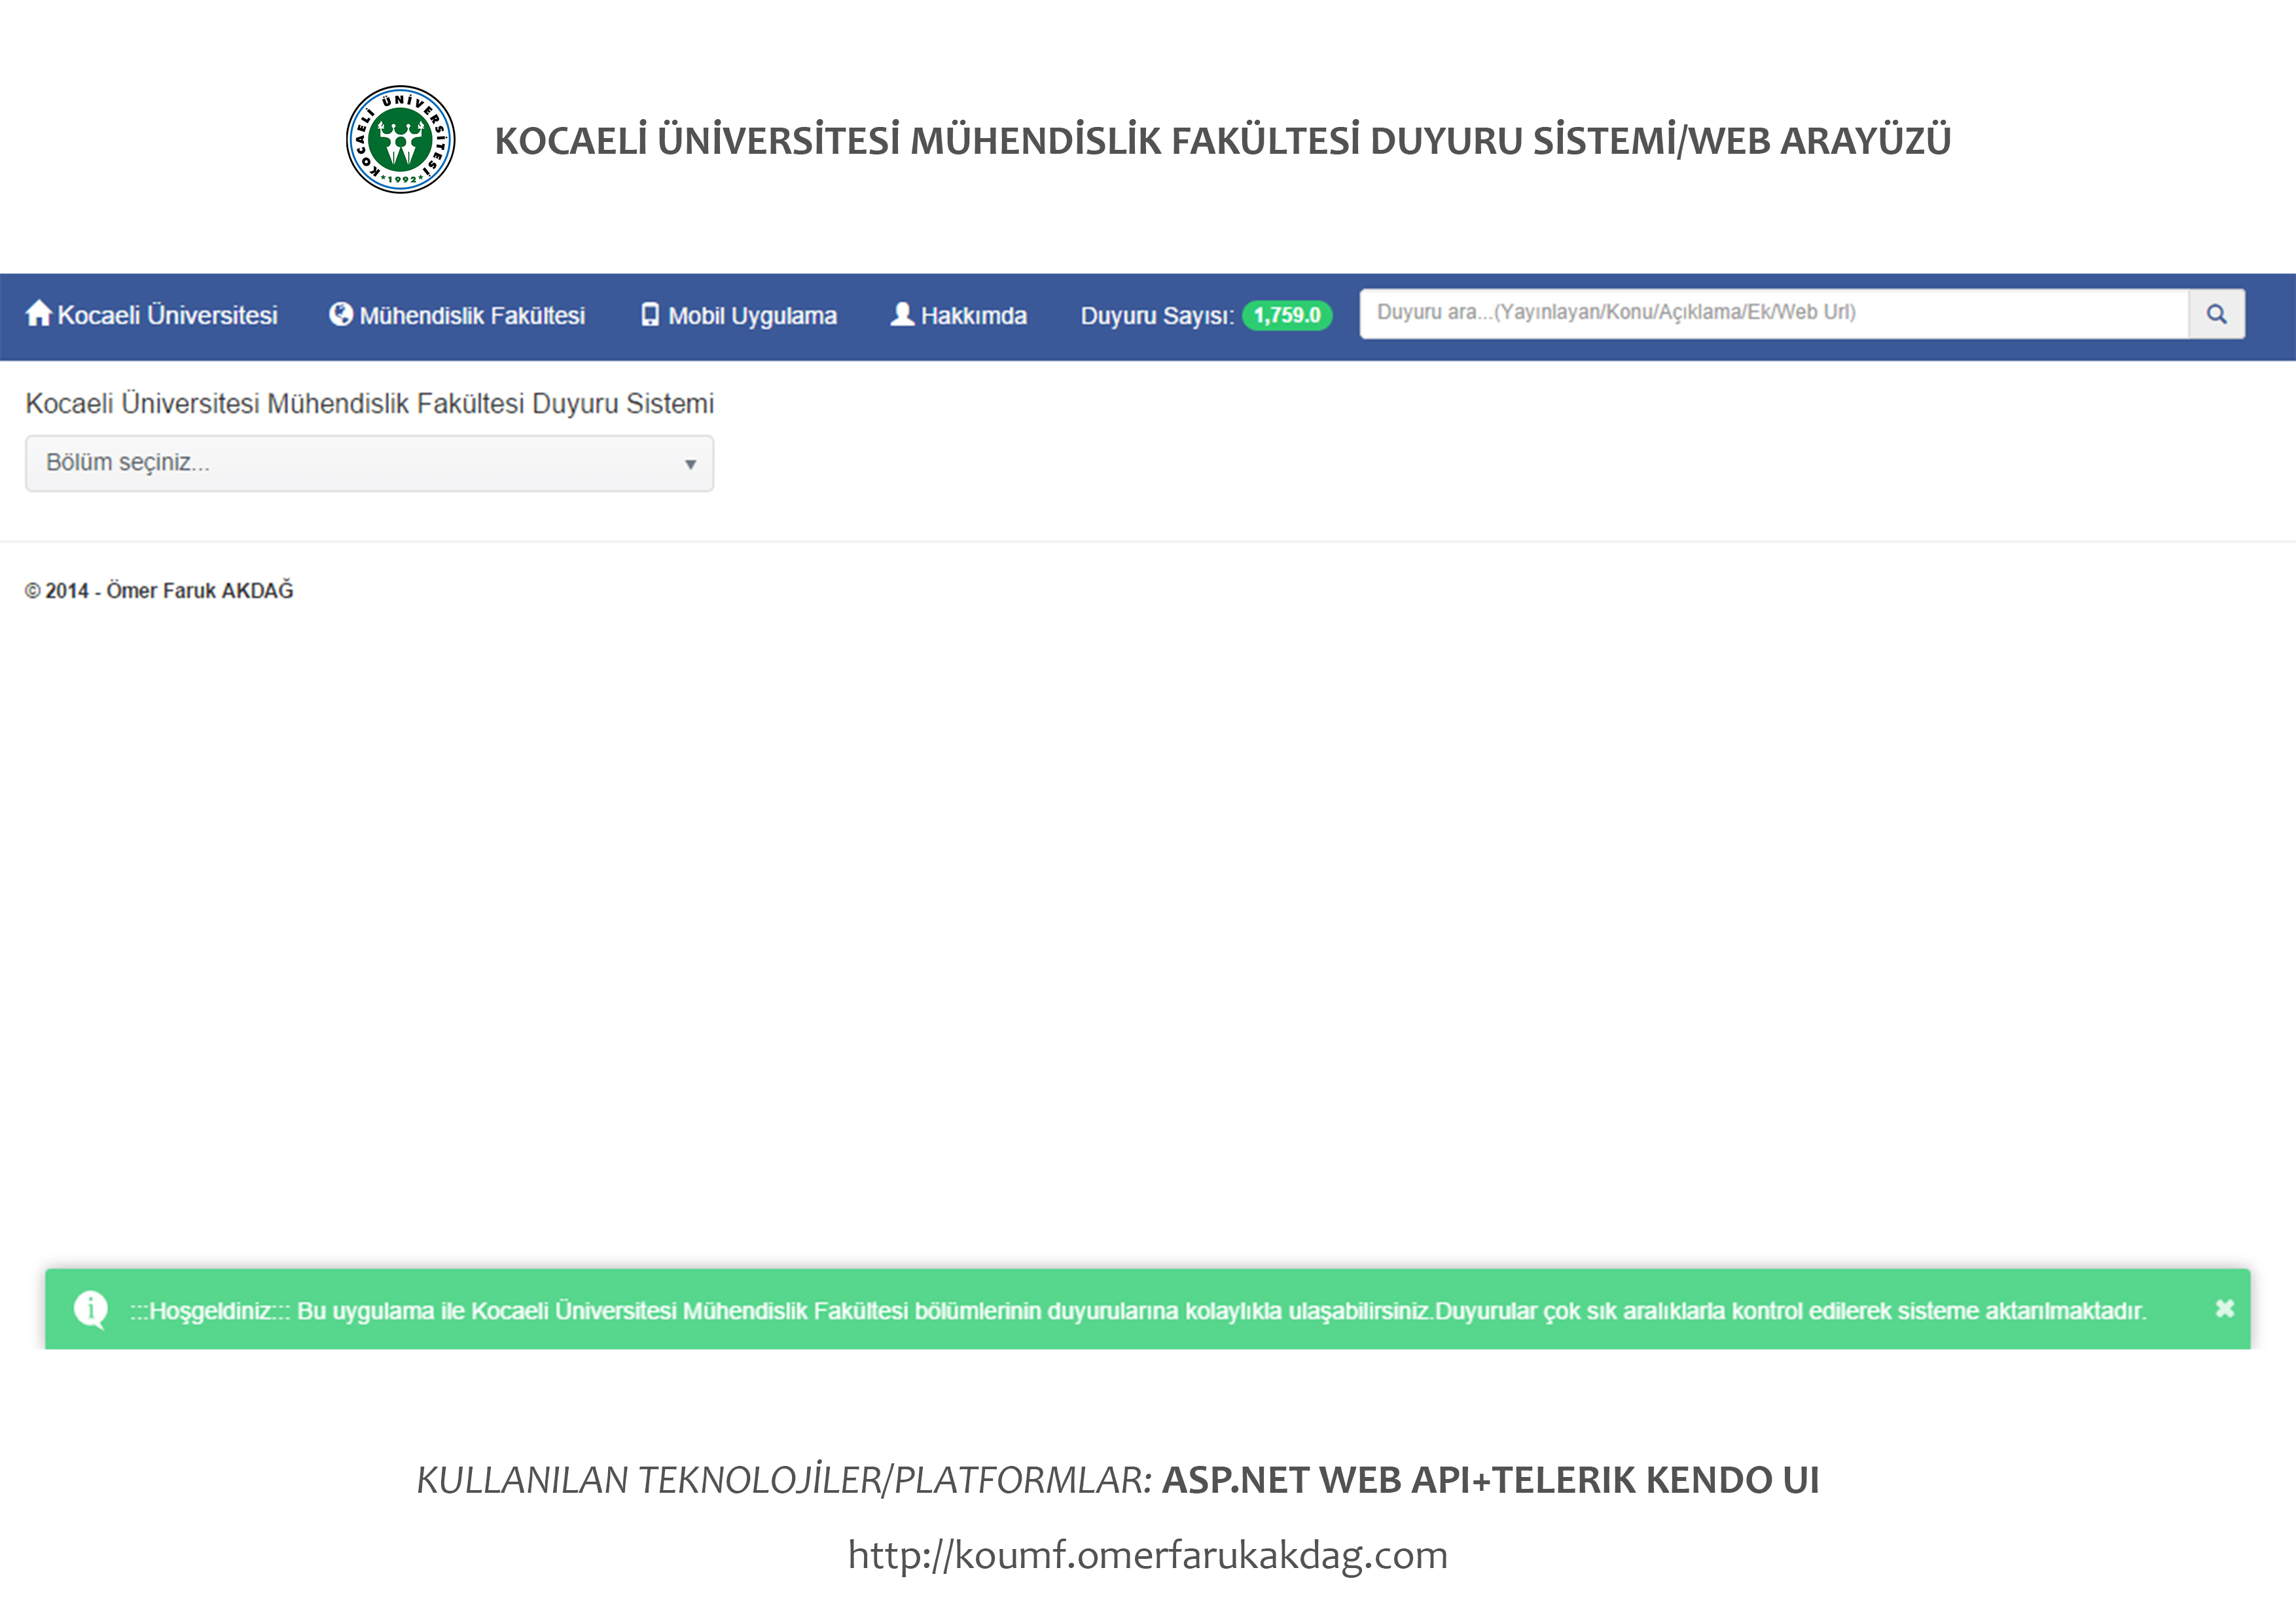 KOCAELİ ÜNİVERSİTESİ
★1992★
KOCAELİ ÜNİVERSİTESİ MÜHENDİSLİK FAKÜLTESİ DUYURU SİSTEMİ/WEB ARAYÜZÜ
Kocaeli Üniversitesi Mühendislik Fakültesi Mobil Uygulama Hakkımda Duyuru Sayısı: 1,759.0 Duyuru ara...(Yayınlayan/Konu/Açıklama/Ek/Web Url)
Kocaeli Üniversitesi Mühendislik Fakültesi Duyuru Sistemi
Bölüm seçiniz...
© 2014 - Ömer Faruk AKDAĞ
:::Hoşgeldiniz::: Bu uygulama ile Kocaeli Üniversitesi Mühendislik Fakültesi bölümlerinin duyurularına kolaylıkla ulaşabilirsiniz.Duyurular çok sık aralıklarla kontrol edilerek sisteme aktarılmaktadır.
KULLANILAN TEKNOLOJİLER/PLATFORMLAR: ASP.NET WEB API+TELERIK KENDO UI
http://koumf.omerfarukakdag.com